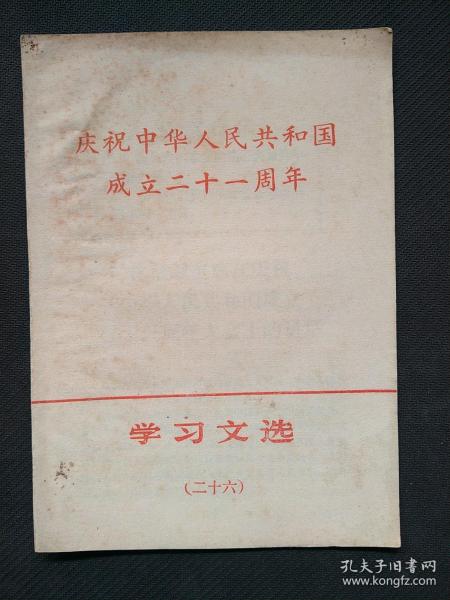 庆祝中华人民共和国
成立二十一周年
学习文选
(二十六)
孔夫子旧书网
www.kongfz.com